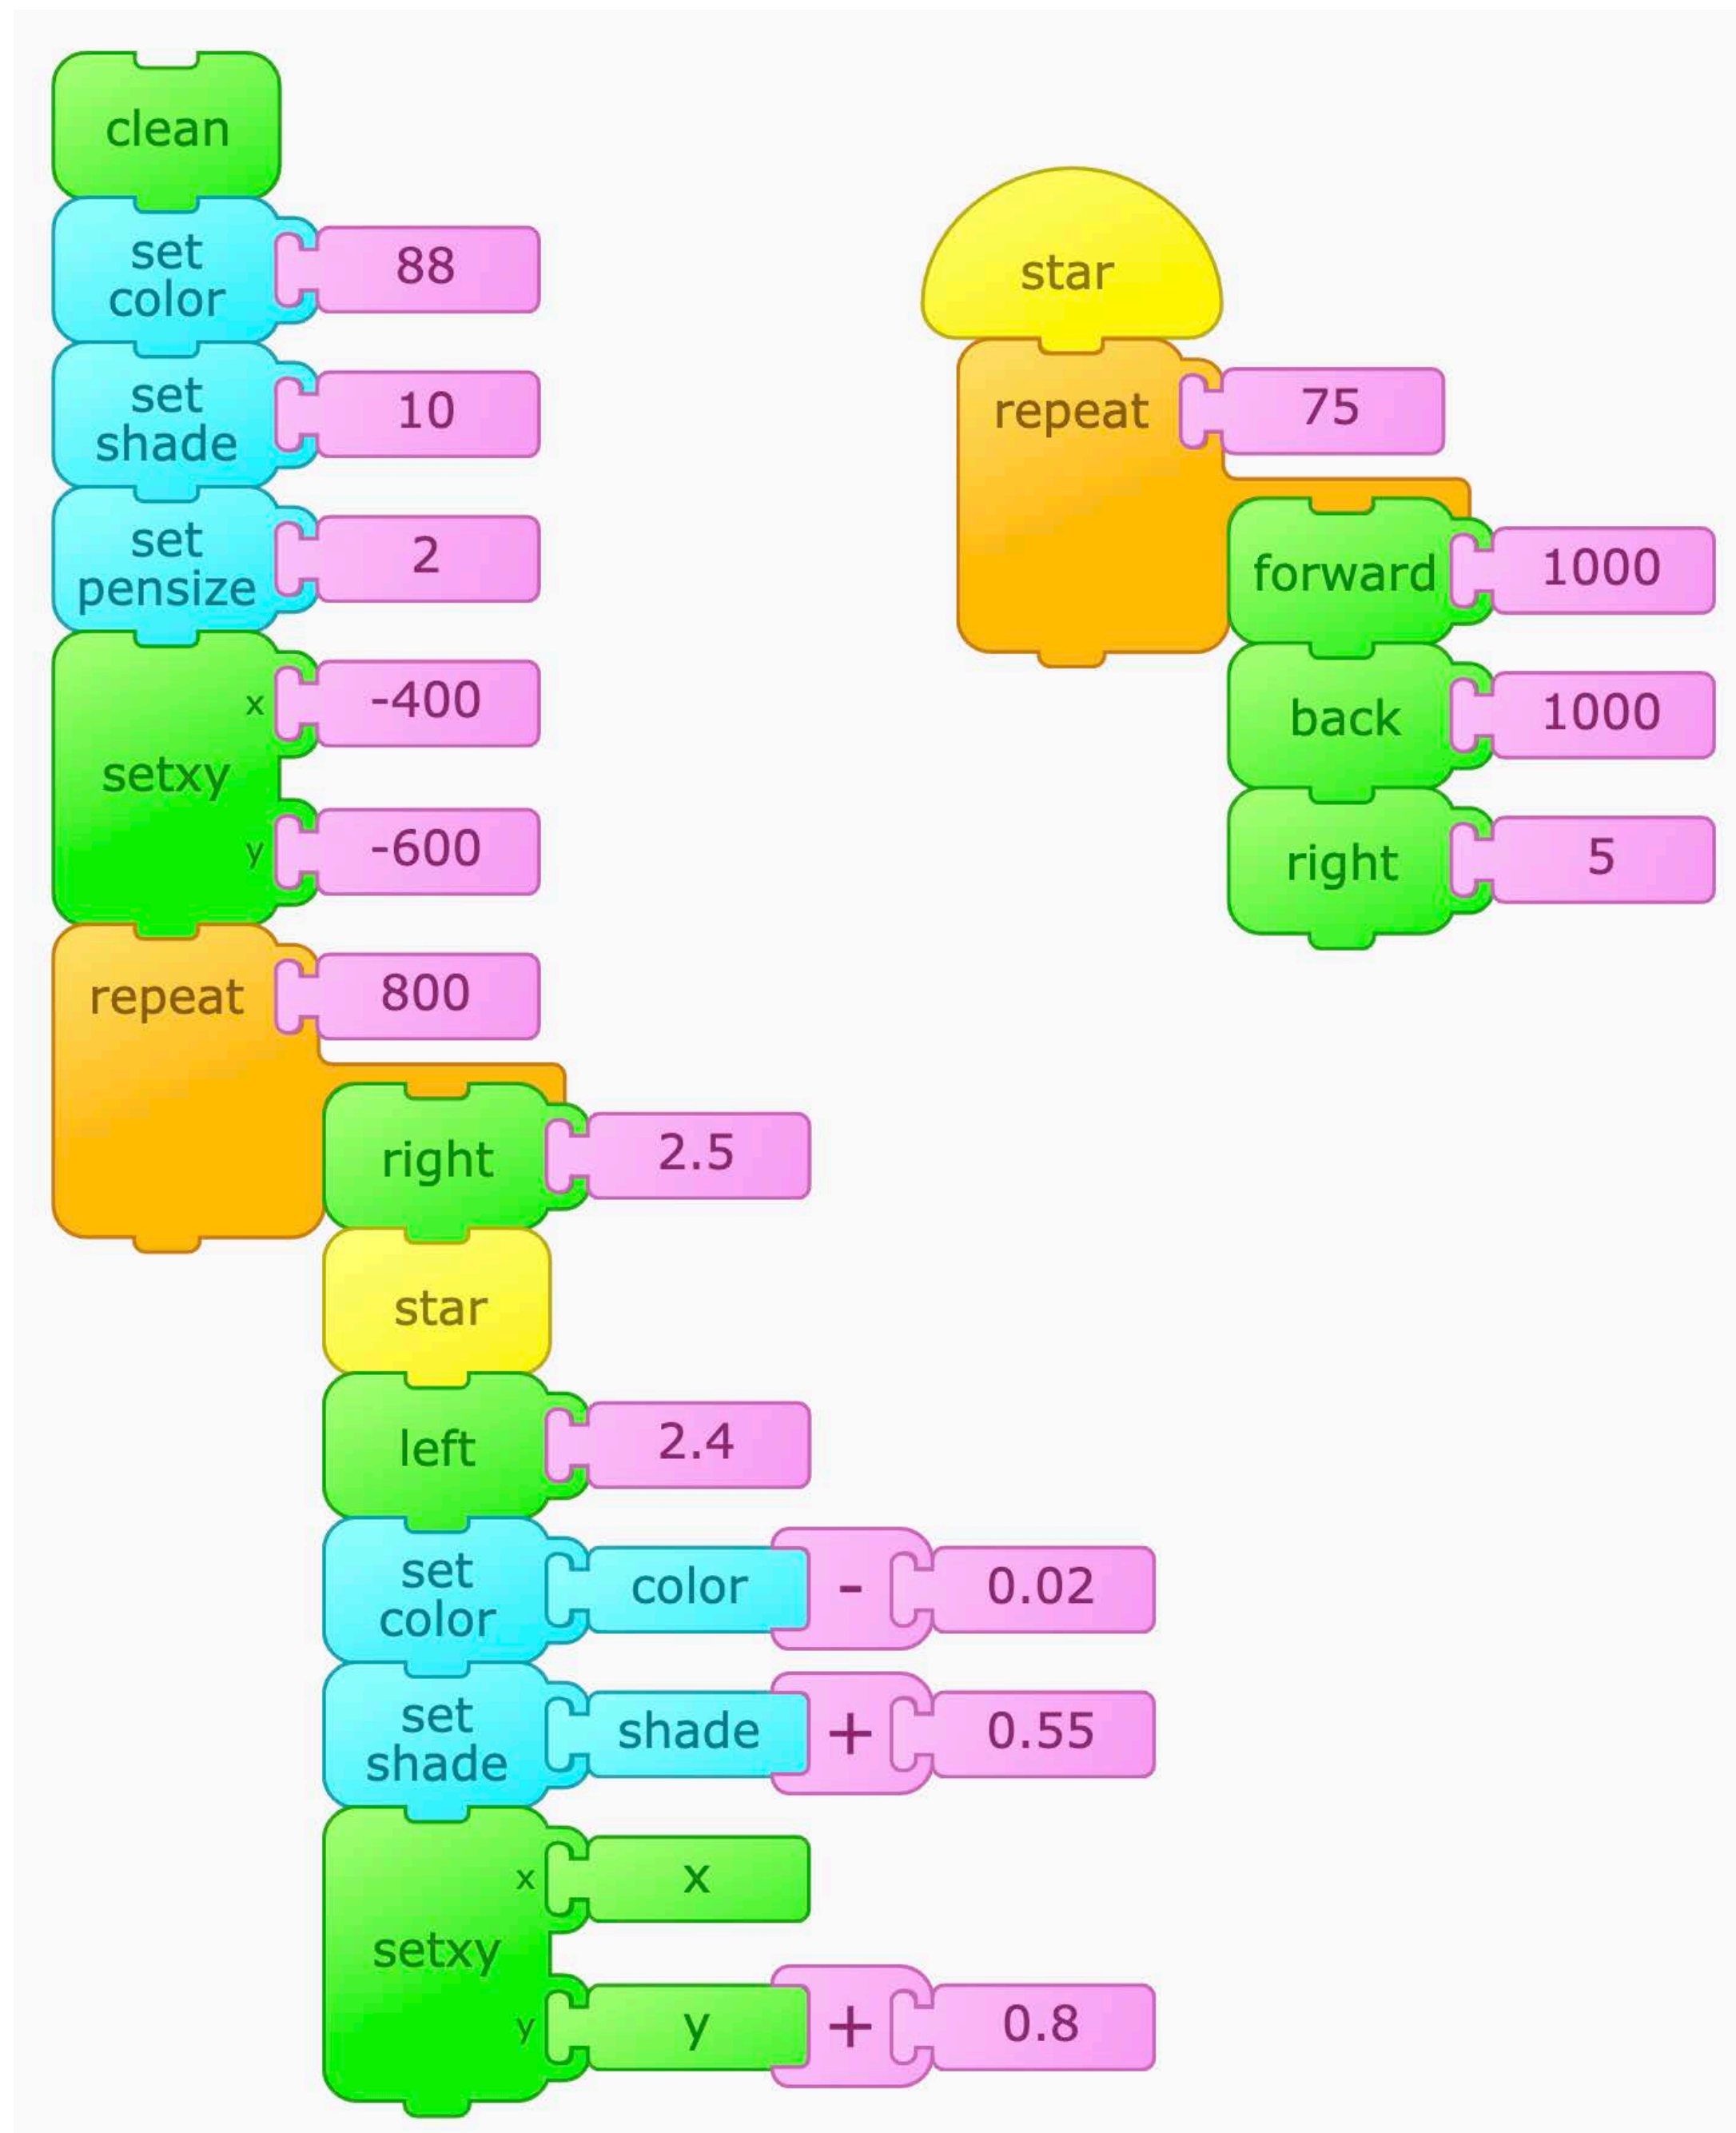 clean
set
color
88
set
shade
10
set
pensize
2
setxy
x
-400
y
-600
repeat
800
right
2.5
star
left
2.4
set
color
color - 0.02
set
shade
shade + 0.55
setxy
x
x
y
y + 0.8
star
repeat
75
forward
1000
back
1000
right
5